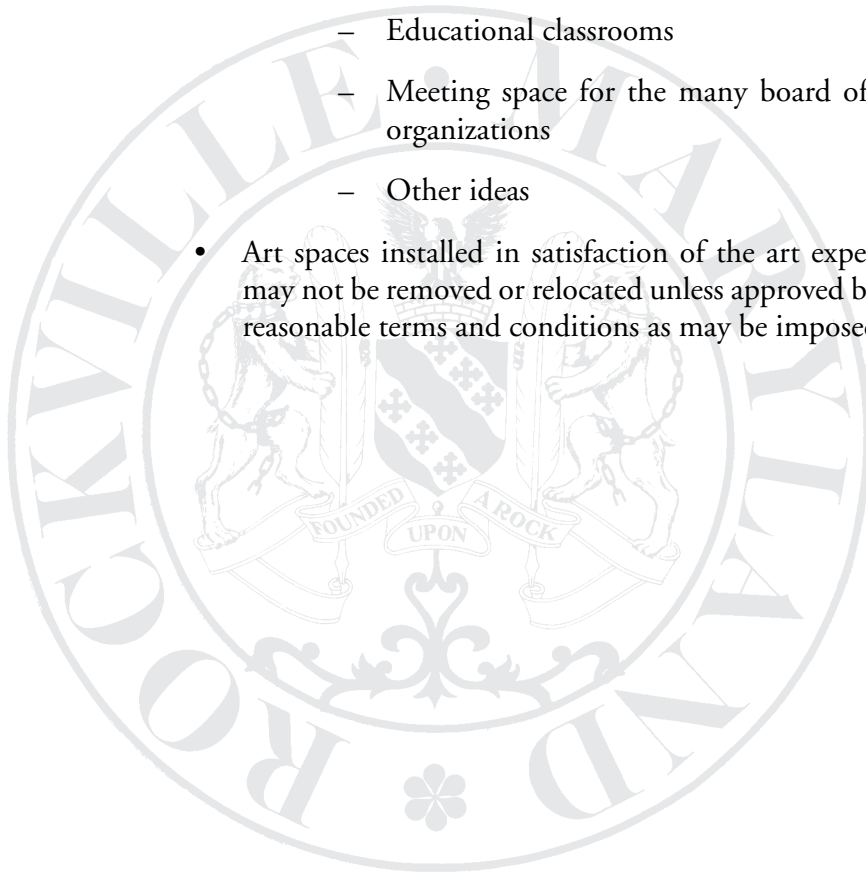 – Educational classrooms
– Meeting space for the many board of
organizations
– Other ideas
• Art spaces installed in satisfaction of the art expe
may not be removed or relocated unless approved b
reasonable terms and conditions as may be impose
ROCKVILLE • MARYLAND
FOUNDED UPON A ROCK